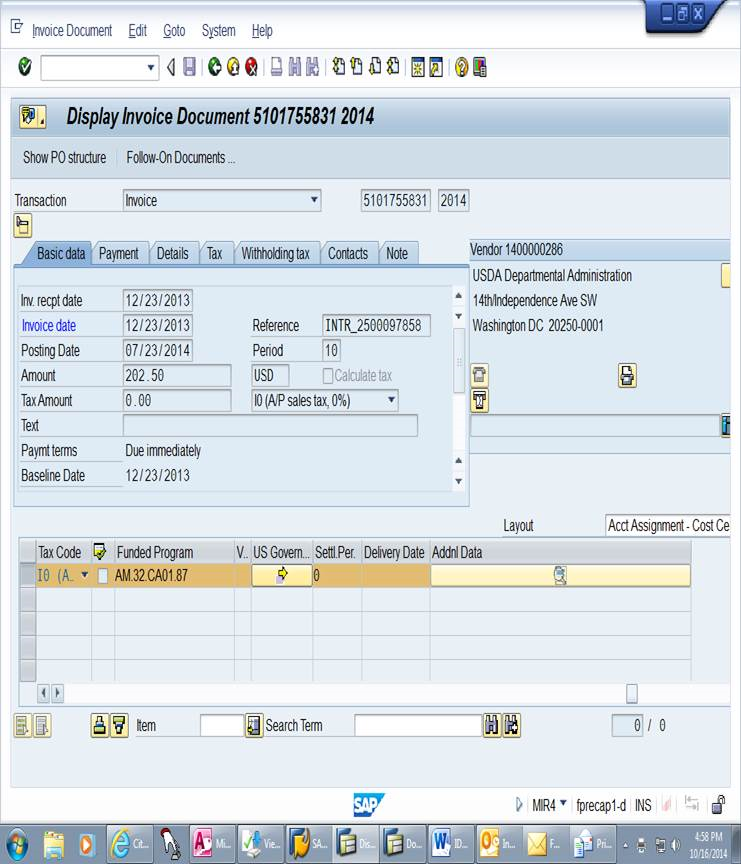 Invoice Document Edit Goto System Help
Display Invoice Document 5101755831 2014
Show PO structure Follow-On Documents ...
Transaction Invoice 5101755831 2014
Basic data Payment Details Tax Withholding tax Contacts Note
Vendor 1400000286
USDA Departmental Administration
14th/Independence Ave SW
Washington DC 20250-0001
Inv. recpt date 12/23/2013
Invoice date 12/23/2013 Reference INTR_2500097858
Posting Date 07/23/2014 Period 10
Amount 202.50 USD Calculate tax
Tax Amount 0.00 I0 (A/P sales tax, 0%)
Text
Paymt terms Due immediately
Baseline Date 12/23/2013
Layout Acct Assignment - Cost Ce
Tax Code Funded Program V.. US Govern... Settl.Per. Delivery Date Addnl Data
I0 (A.. AM.32.CA01.87 0
Item Search Term 0 / 0
SAP MIR4 fprecap1-d INS
Cit... Mi... Vie... SA... Dis... Do... ID... In... F... Pri... 4:58 PM
10/16/2014